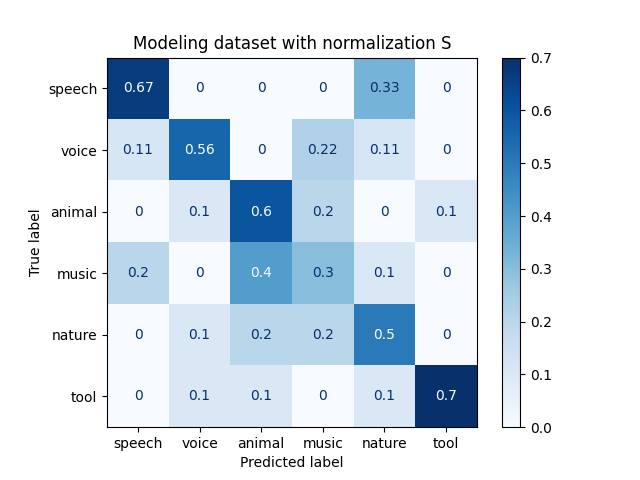 Modeling dataset with normalization S
speech 0.67 0 0 0 0.33 0
voice 0.11 0.56 0 0.22 0.11 0
animal 0 0.1 0.6 0.2 0 0.1
music 0.2 0 0.4 0.3 0.1 0
nature 0 0.1 0.2 0.2 0.5 0
tool 0 0.1 0.1 0 0.1 0.7
speech voice animal music nature tool
Predicted label
True label
0.7
0.6
0.5
0.4
0.3
0.2
0.1
0.0